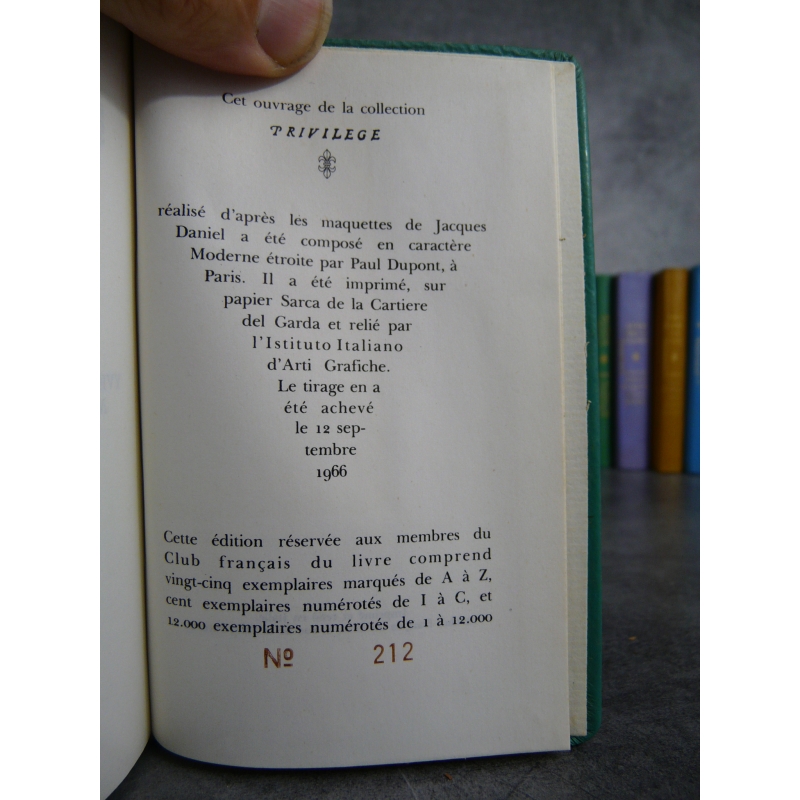 Cet ouvrage de la collection
PRIVILEGE
réalisé d'après les maquettes de Jacques
Daniel a été composé en caractère
Moderne étroite par Paul Dupont, à
Paris. Il a été imprimé, sur
papier Sarca de la Cartiere
del Garda et relié par
l'Istituto Italiano
d'Arti Grafiche.
Le tirage en a
été achevé
le 12 sep-
tembre
1966
Cette édition réservée aux membres du
Club français du livre comprend
vingt-cinq exemplaires marqués de A à Z,
cent exemplaires numérotés de I à C, et
12.000 exemplaires numérotés de 1 à 12.000
Nº 212